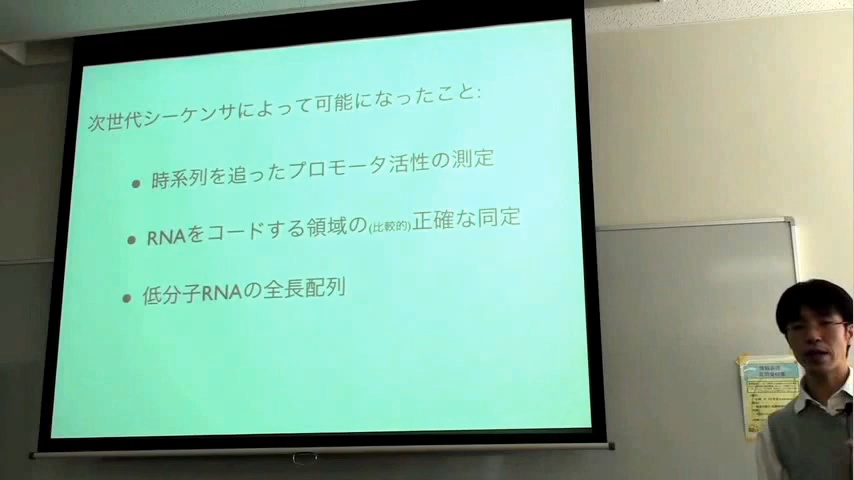 次世代シーケンサによって可能になったこと:
• 時系列を追ったプロモータ活性の測定
• RNAをコードする領域の(比較的)正確な同定
• 低分子RNAの全長配列